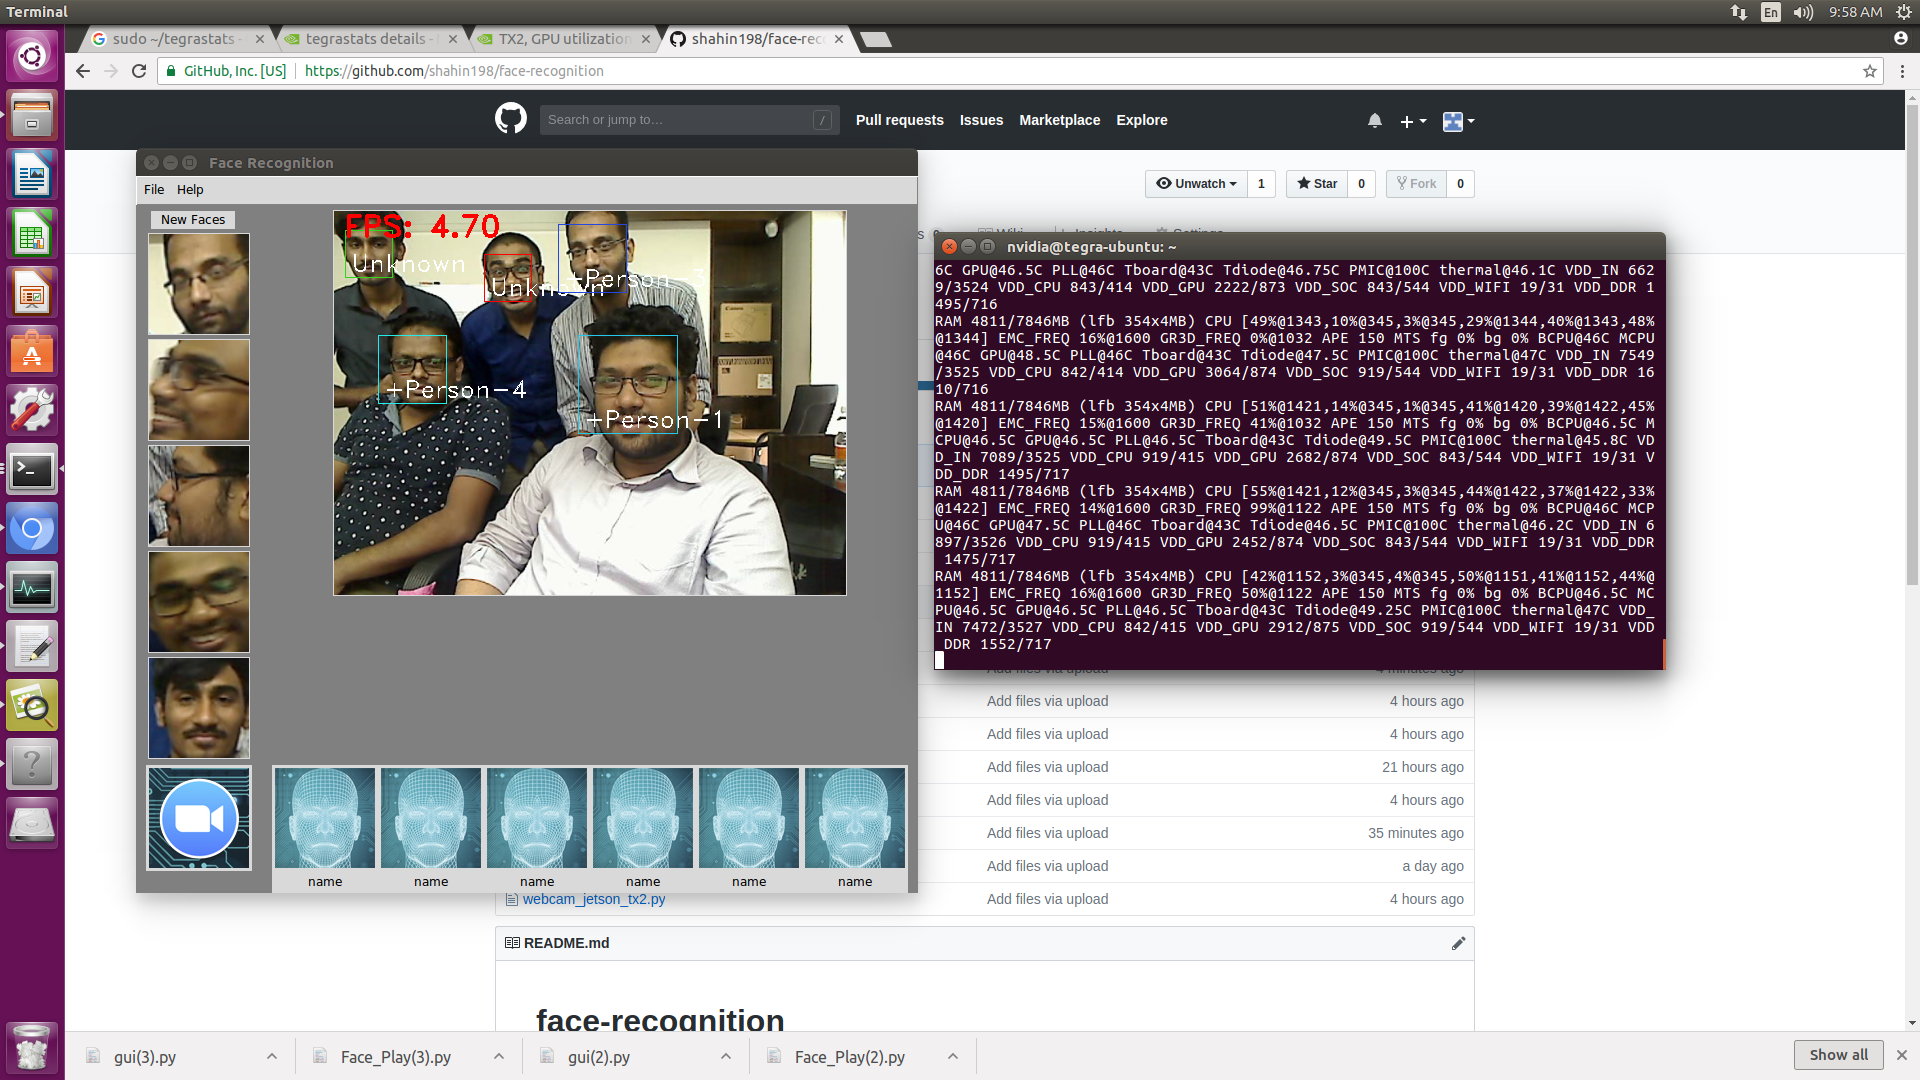 Terminal
En
9:58 AM
sudo ~/tegrastats -
tegrastats details -
TX2, GPU utilization
shahin198/face-rec
GitHub, Inc. [US]
https://github.com/shahin198/face-recognition
Search or jump to…
/
Pull requests
Issues
Marketplace
Explore
Unwatch
1
Star
0
Fork
0
Face Recognition
File
Help
New Faces
FPS: 4.70
Unknown
Unknown
+Person-3
+Person-4
+Person-1
name
name
name
name
name
name
nvidia@tegra-ubuntu: ~
6C GPU@46.5C PLL@46C Tboard@43C Tdiode@46.75C PMIC@100C thermal@46.1C VDD_IN 662
9/3524 VDD_CPU 843/414 VDD_GPU 2222/873 VDD_SOC 843/544 VDD_WIFI 19/31 VDD_DDR 1
495/716
RAM 4811/7846MB (lfb 354x4MB) CPU [49%@1343,10%@345,3%@345,29%@1344,40%@1343,48%
@1344] EMC_FREQ 16%@1600 GR3D_FREQ 0%@1032 APE 150 MTS fg 0% bg 0% BCPU@46C MCPU
@46C GPU@48.5C PLL@46C Tboard@43C Tdiode@47.5C PMIC@100C thermal@47C VDD_IN 7549
/3525 VDD_CPU 842/414 VDD_GPU 3064/874 VDD_SOC 919/544 VDD_WIFI 19/31 VDD_DDR 16
10/716
RAM 4811/7846MB (lfb 354x4MB) CPU [51%@1421,14%@345,1%@345,41%@1420,39%@1422,45%
@1420] EMC_FREQ 15%@1600 GR3D_FREQ 41%@1032 APE 150 MTS fg 0% bg 0% BCPU@46.5C M
CPU@46.5C GPU@46.5C PLL@46.5C Tboard@43C Tdiode@49.5C PMIC@100C thermal@45.8C VD
D_IN 7089/3525 VDD_CPU 919/415 VDD_GPU 2682/874 VDD_SOC 843/544 VDD_WIFI 19/31 V
DD_DDR 1495/717
RAM 4811/7846MB (lfb 354x4MB) CPU [55%@1421,12%@345,3%@345,44%@1422,37%@1422,33%
@1422] EMC_FREQ 14%@1600 GR3D_FREQ 99%@1122 APE 150 MTS fg 0% bg 0% BCPU@46C MCP
U@46C GPU@47.5C PLL@46C Tboard@43C Tdiode@46.5C PMIC@100C thermal@46.2C VDD_IN 6
897/3526 VDD_CPU 919/415 VDD_GPU 2452/874 VDD_SOC 843/544 VDD_WIFI 19/31 VDD_DDR
1475/717
RAM 4811/7846MB (lfb 354x4MB) CPU [42%@1152,3%@345,4%@345,50%@1151,41%@1152,44%@
1152] EMC_FREQ 16%@1600 GR3D_FREQ 50%@1122 APE 150 MTS fg 0% bg 0% BCPU@46.5C MC
PU@46.5C GPU@46.5C PLL@46.5C Tboard@43C Tdiode@49.25C PMIC@100C thermal@47C VDD_
IN 7472/3527 VDD_CPU 842/415 VDD_GPU 2912/875 VDD_SOC 919/544 VDD_WIFI 19/31 VDD
_DDR 1552/717
Add files via upload
4 hours ago
Add files via upload
4 hours ago
Add files via upload
21 hours ago
Add files via upload
4 hours ago
Add files via upload
35 minutes ago
Add files via upload
a day ago
webcam_jetson_tx2.py
Add files via upload
4 hours ago
README.md
face-recognition
gui(3).py
Face_Play(3).py
gui(2).py
Face_Play(2).py
Show all